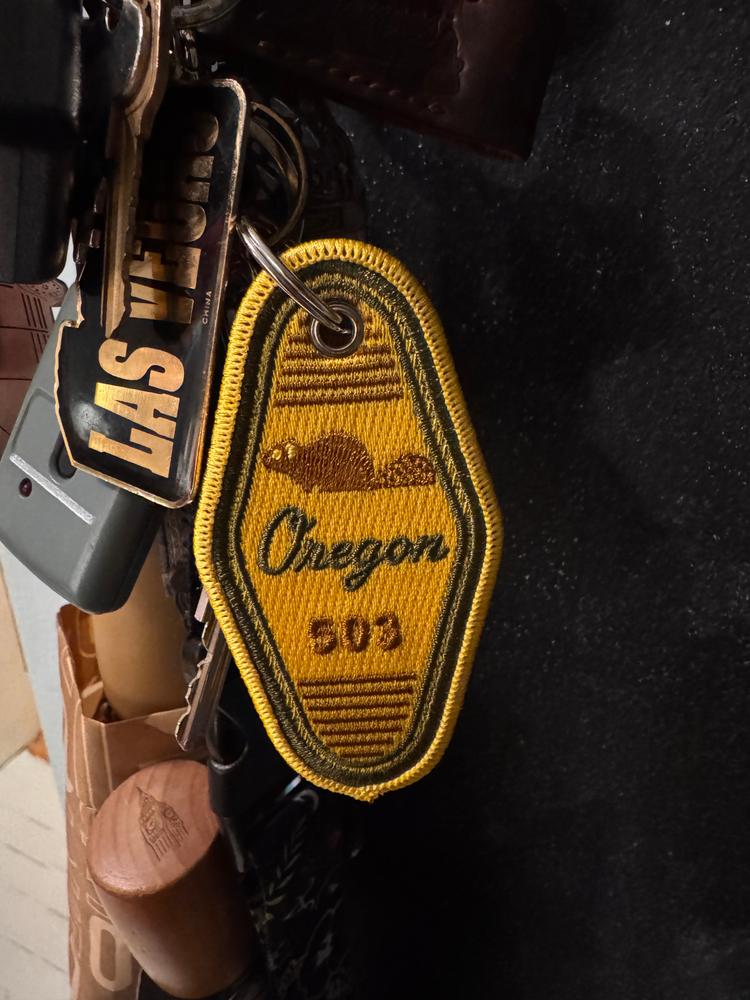 LAS VEGAS
CHINA
Oregon
503